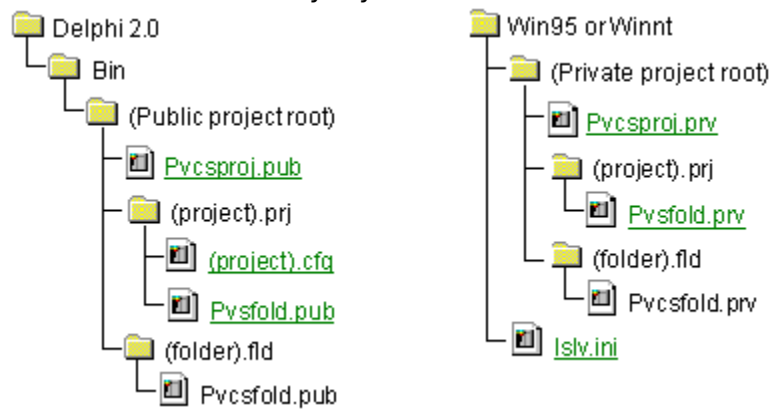 Delphi 2.0
Bin
(Public project root)
Pvcsproj.pub
(project).prj
(project).cfg
Pvsfold.pub
(folder).fld
Pvcsfold.pub
Win95 or Winnt
(Private project root)
Pvcsproj.prv
(project).prj
Pvsfold.prv
(folder).fld
Pvcsfold.prv
Islv.ini